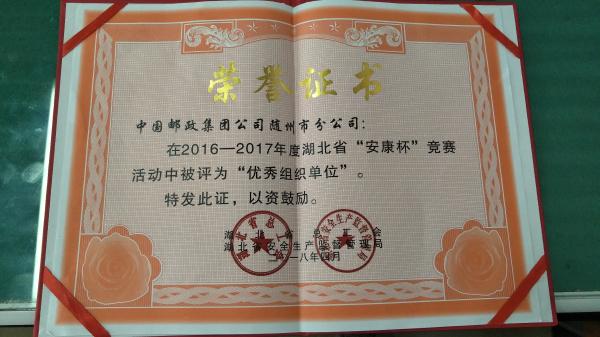 荣誉证书
中国邮政集团公司随州市分公司：
在2016—2017年度湖北省“安康杯”竞赛
活动中被评为“优秀组织单位”。
特发此证，以资鼓励。
湖北省总工会
湖北省安全生产监督管理局
二〇一八年四月